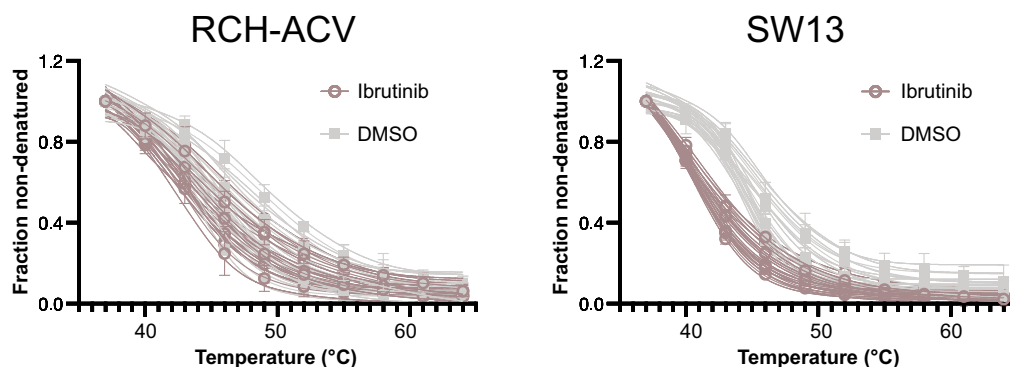 RCH-ACV
1.2
0.8
0.4
0.0
Fraction non-denatured
Ibrutinib
DMSO
40
50
60
Temperature (°C)
SW13
1.2
0.8
0.4
0.0
Fraction non-denatured
Ibrutinib
DMSO
40
50
60
Temperature (°C)